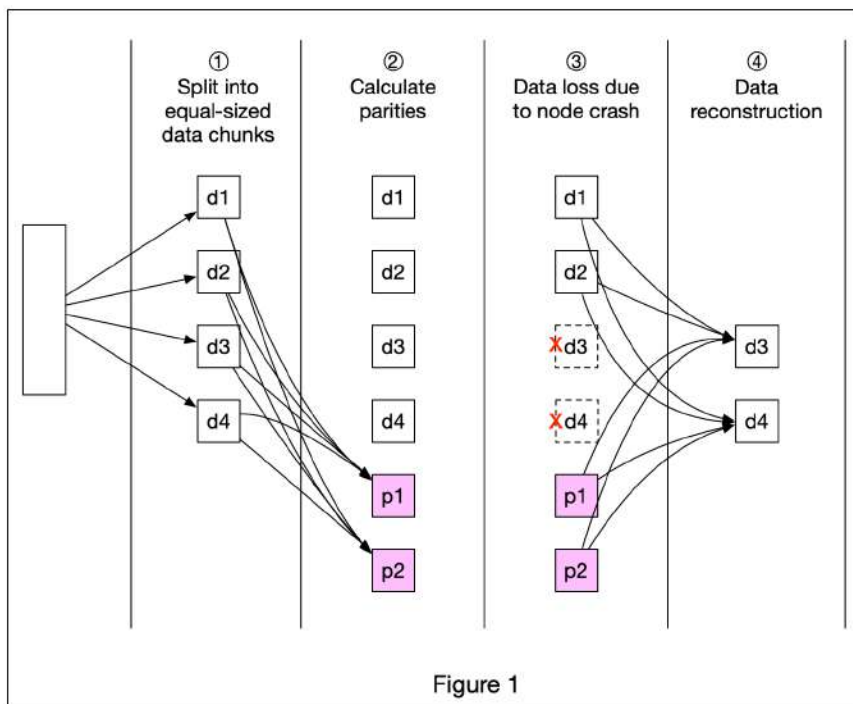 ①
Split into
equal-sized
data chunks
②
Calculate
parities
③
Data loss due
to node crash
④
Data
reconstruction
d1
d2
d3
d4
d1
d2
d3
d4
p1
p2
d1
d2
X d3
X d4
p1
p2
d3
d4
Figure 1